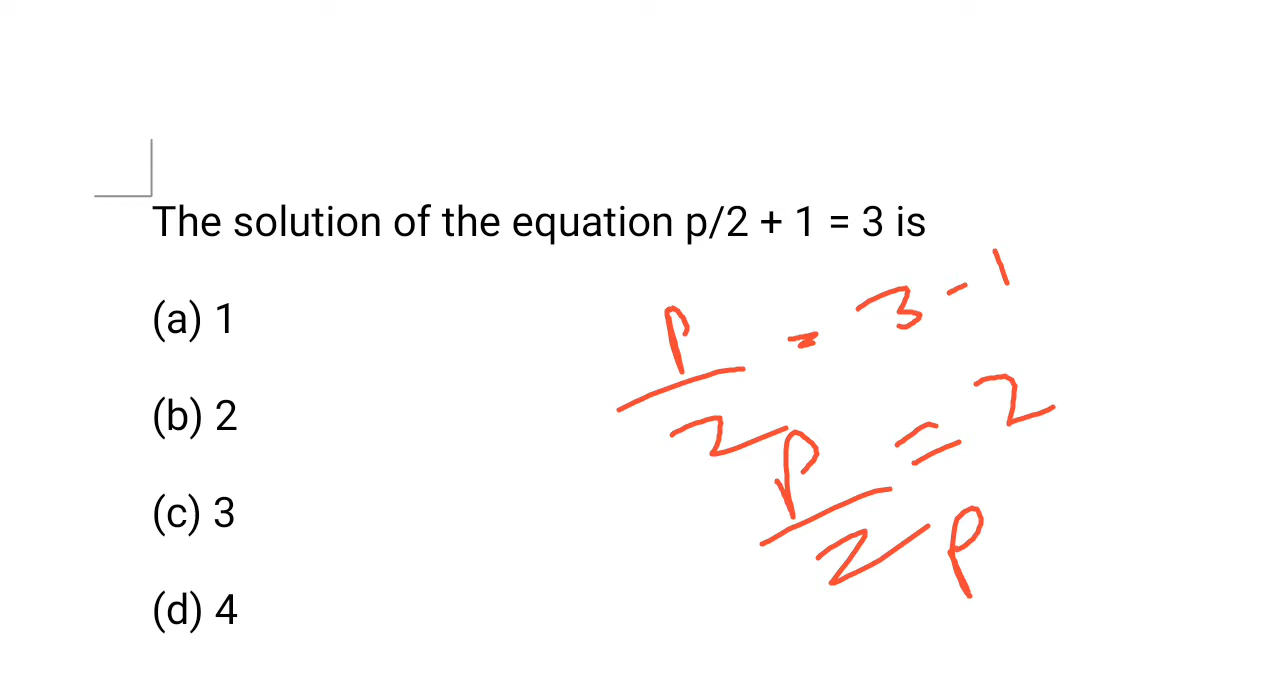 The solution of the equation p/2 + 1 = 3 is
(a) 1
(b) 2
(c) 3
(d) 4
p/2 = 3 - 1
p/2 = 2
p